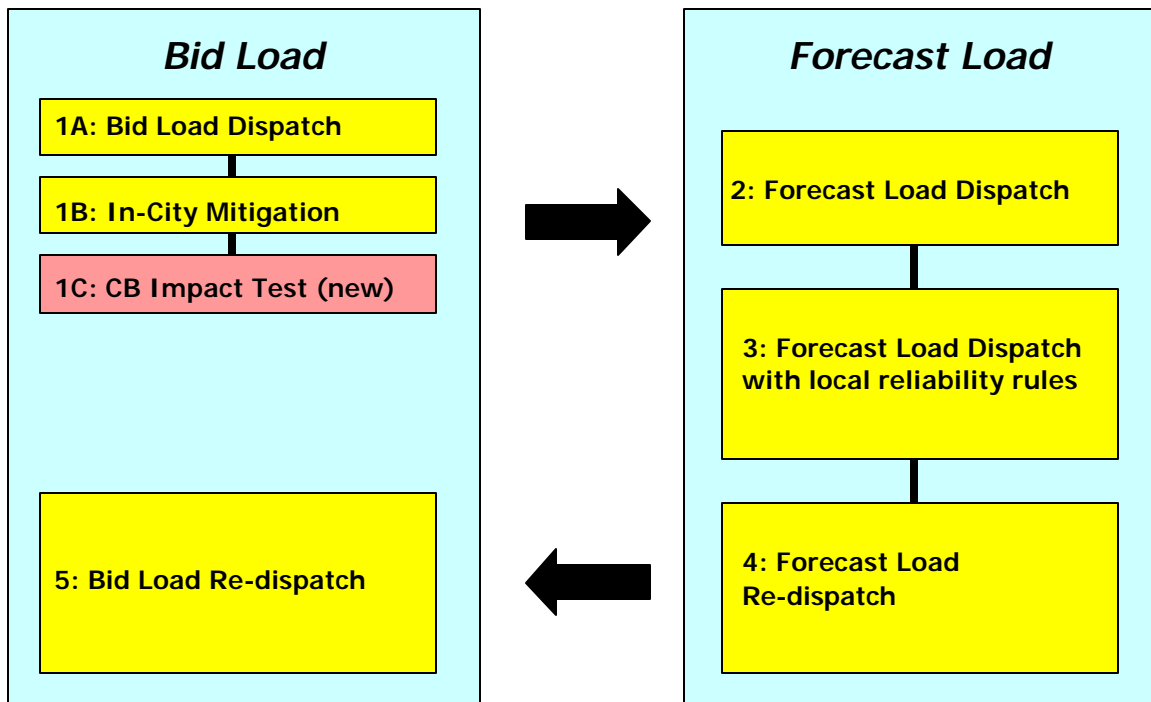 Bid Load
1A: Bid Load Dispatch
1B: In-City Mitigation
1C: CB Impact Test (new)
5: Bid Load Re-dispatch
Forecast Load
2: Forecast Load Dispatch
3: Forecast Load Dispatch
with local reliability rules
4: Forecast Load
Re-dispatch